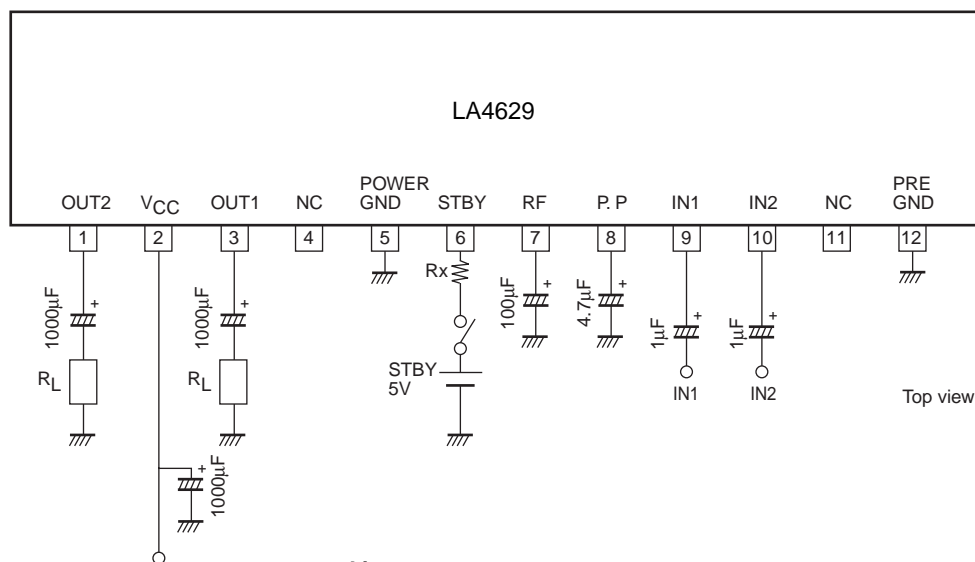 LA4629
OUT2 VCC OUT1 NC POWER GND STBY RF P. P IN1 IN2 NC PRE GND
1 2 3 4 5 6 7 8 9 10 11 12
1000µF +
RL
1000µF +
1000µF +
RL
Rx
STBY
5V
100µF +
4.7µF +
1µF +
IN1
1µF +
IN2
Top view